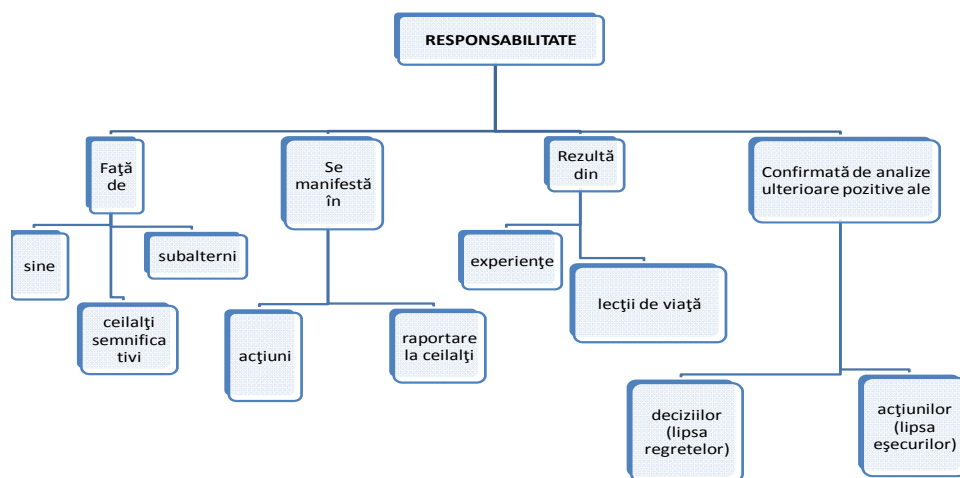 RESPONSABILITATE
Faţă
de
Se
manifestă
în
Rezultă
din
Confirmată de analize
ulterioare pozitive ale
sine
subalterni
ceilalţi
semnifica
tivi
acţiuni
raportare
la ceilalţi
experienţe
lecţii de viaţă
deciziilor
(lipsa
regretelor)
acţiunilor
(lipsa
eşecurilor)